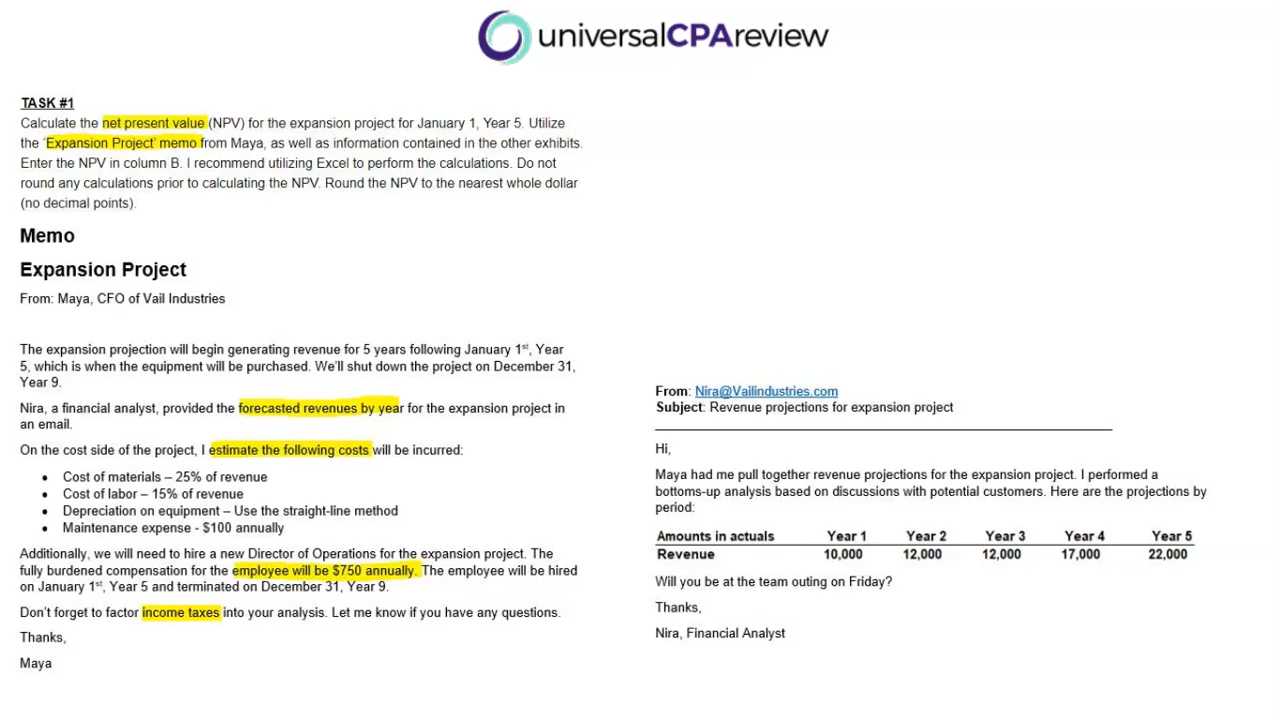 universalCPAreview
TASK #1
Calculate the net present value (NPV) for the expansion project for January 1, Year 5. Utilize
the 'Expansion Project' memo from Maya, as well as information contained in the other exhibits.
Enter the NPV in column B. I recommend utilizing Excel to perform the calculations. Do not
round any calculations prior to calculating the NPV. Round the NPV to the nearest whole dollar
(no decimal points).
Memo
Expansion Project
From: Maya, CFO of Vail Industries
The expansion projection will begin generating revenue for 5 years following January 1st, Year
5, which is when the equipment will be purchased. We'll shut down the project on December 31,
Year 9.
Nira, a financial analyst, provided the forecasted revenues by year for the expansion project in
an email.
On the cost side of the project, I estimate the following costs will be incurred:
• Cost of materials – 25% of revenue
• Cost of labor – 15% of revenue
• Depreciation on equipment – Use the straight-line method
• Maintenance expense - $100 annually
Additionally, we will need to hire a new Director of Operations for the expansion project. The
fully burdened compensation for the employee will be $750 annually. The employee will be hired
on January 1st, Year 5 and terminated on December 31, Year 9.
Don't forget to factor income taxes into your analysis. Let me know if you have any questions.
Thanks,
Maya
From: Nira@Vailindustries.com
Subject: Revenue projections for expansion project
Hi,
Maya had me pull together revenue projections for the expansion project. I performed a
bottoms-up analysis based on discussions with potential customers. Here are the projections by
period:
Amounts in actuals Year 1 Year 2 Year 3 Year 4 Year 5
Revenue 10,000 12,000 12,000 17,000 22,000
Will you be at the team outing on Friday?
Thanks,
Nira, Financial Analyst